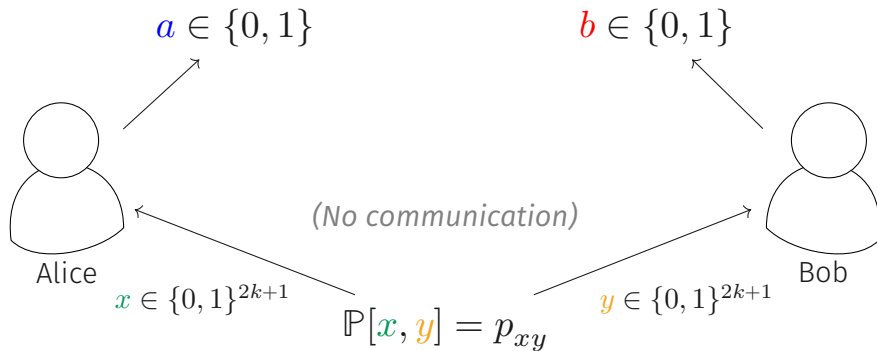 a ∈ {0, 1}
b ∈ {0, 1}
(No communication)
Alice
Bob
x ∈ {0, 1}^{2k+1}
y ∈ {0, 1}^{2k+1}
ℙ[x, y] = p_{xy}